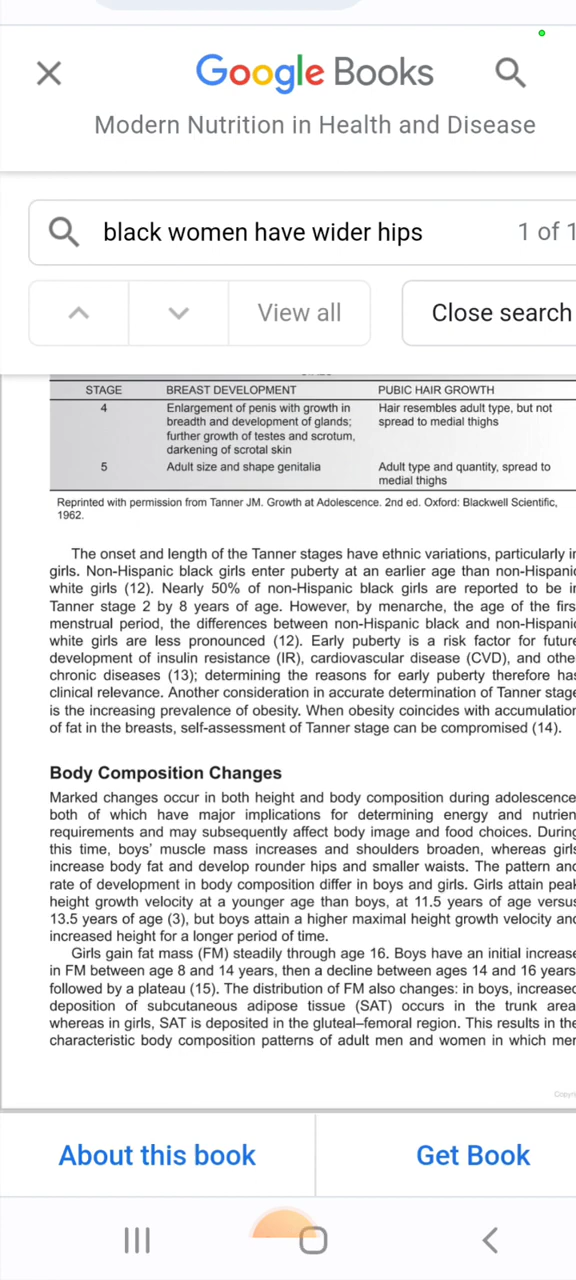 Google Books
Modern Nutrition in Health and Disease
black women have wider hips 1 of 1
View all Close search
STAGE BREAST DEVELOPMENT PUBIC HAIR GROWTH
4 Enlargement of penis with growth in Hair resembles adult type, but not
breadth and development of glands; spread to medial thighs
further growth of testes and scrotum,
darkening of scrotal skin
5 Adult size and shape genitalia Adult type and quantity, spread to
medial thighs
Reprinted with permission from Tanner JM. Growth at Adolescence. 2nd ed. Oxford: Blackwell Scientific,
1962.
The onset and length of the Tanner stages have ethnic variations, particularly in
girls. Non-Hispanic black girls enter puberty at an earlier age than non-Hispanic
white girls (12). Nearly 50% of non-Hispanic black girls are reported to be in
Tanner stage 2 by 8 years of age. However, by menarche, the age of the firs
menstrual period, the differences between non-Hispanic black and non-Hispanic
white girls are less pronounced (12). Early puberty is a risk factor for future
development of insulin resistance (IR), cardiovascular disease (CVD), and othe
chronic diseases (13); determining the reasons for early puberty therefore has
clinical relevance. Another consideration in accurate determination of Tanner stage
is the increasing prevalence of obesity. When obesity coincides with accumulation
of fat in the breasts, self-assessment of Tanner stage can be compromised (14).
Body Composition Changes
Marked changes occur in both height and body composition during adolescence
both of which have major implications for determining energy and nutrien
requirements and may subsequently affect body image and food choices. During
this time, boys' muscle mass increases and shoulders broaden, whereas girls
increase body fat and develop rounder hips and smaller waists. The pattern and
rate of development in body composition differ in boys and girls. Girls attain peak
height growth velocity at a younger age than boys, at 11.5 years of age versus
13.5 years of age (3), but boys attain a higher maximal height growth velocity and
increased height for a longer period of time.
Girls gain fat mass (FM) steadily through age 16. Boys have an initial increase
in FM between age 8 and 14 years, then a decline between ages 14 and 16 years
followed by a plateau (15). The distribution of FM also changes: in boys, increased
deposition of subcutaneous adipose tissue (SAT) occurs in the trunk area
whereas in girls, SAT is deposited in the gluteal–femoral region. This results in the
characteristic body composition patterns of adult men and women in which men
Copyr
About this book Get Book